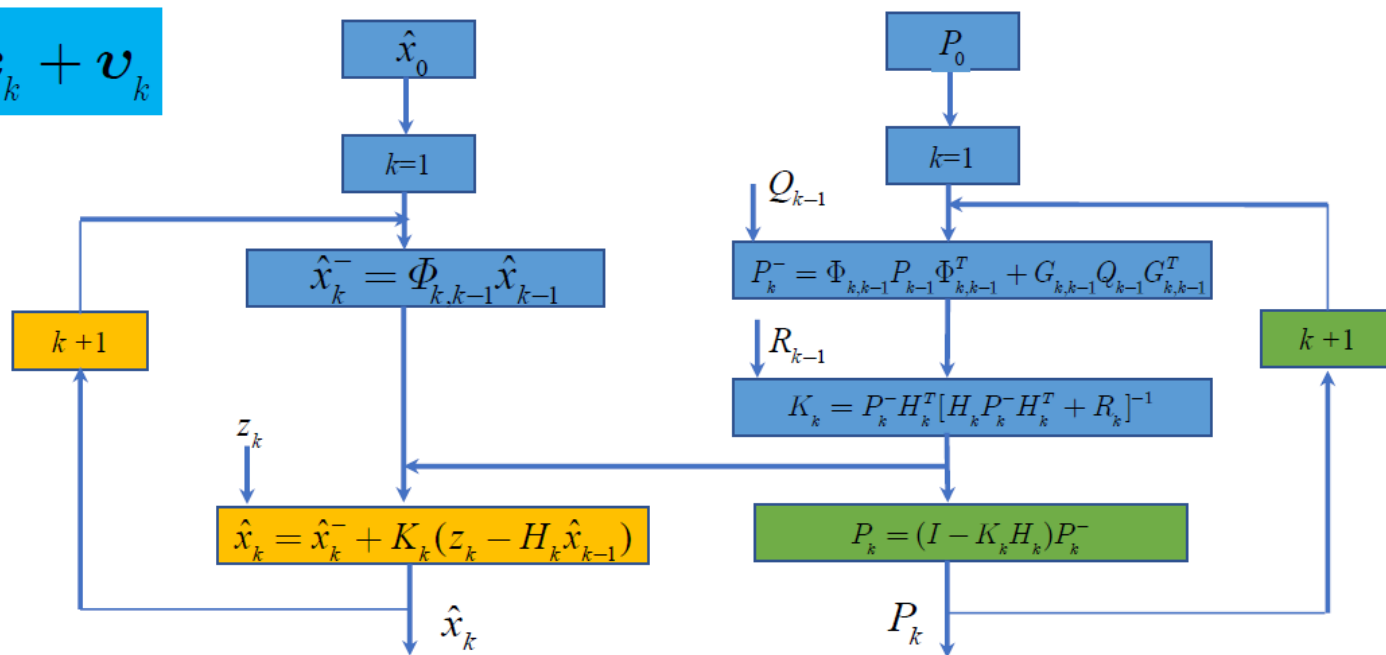 _k + υ_k
x̂_0
P_0
k=1
k=1
Q_{k−1}
x̂_k^− = Φ_{k,k−1} x̂_{k−1}
P_k^− = Φ_{k,k−1} P_{k−1} Φ_{k,k−1}^T + G_{k,k−1} Q_{k−1} G_{k,k−1}^T
k +1
k +1
R_{k−1}
K_k = P_k^− H_k^T [H_k P_k^− H_k^T + R_k]^{−1}
z_k
x̂_k = x̂_k^− + K_k (z_k − H_k x̂_{k−1})
P_k = (I − K_k H_k) P_k^−
x̂_k
P_k